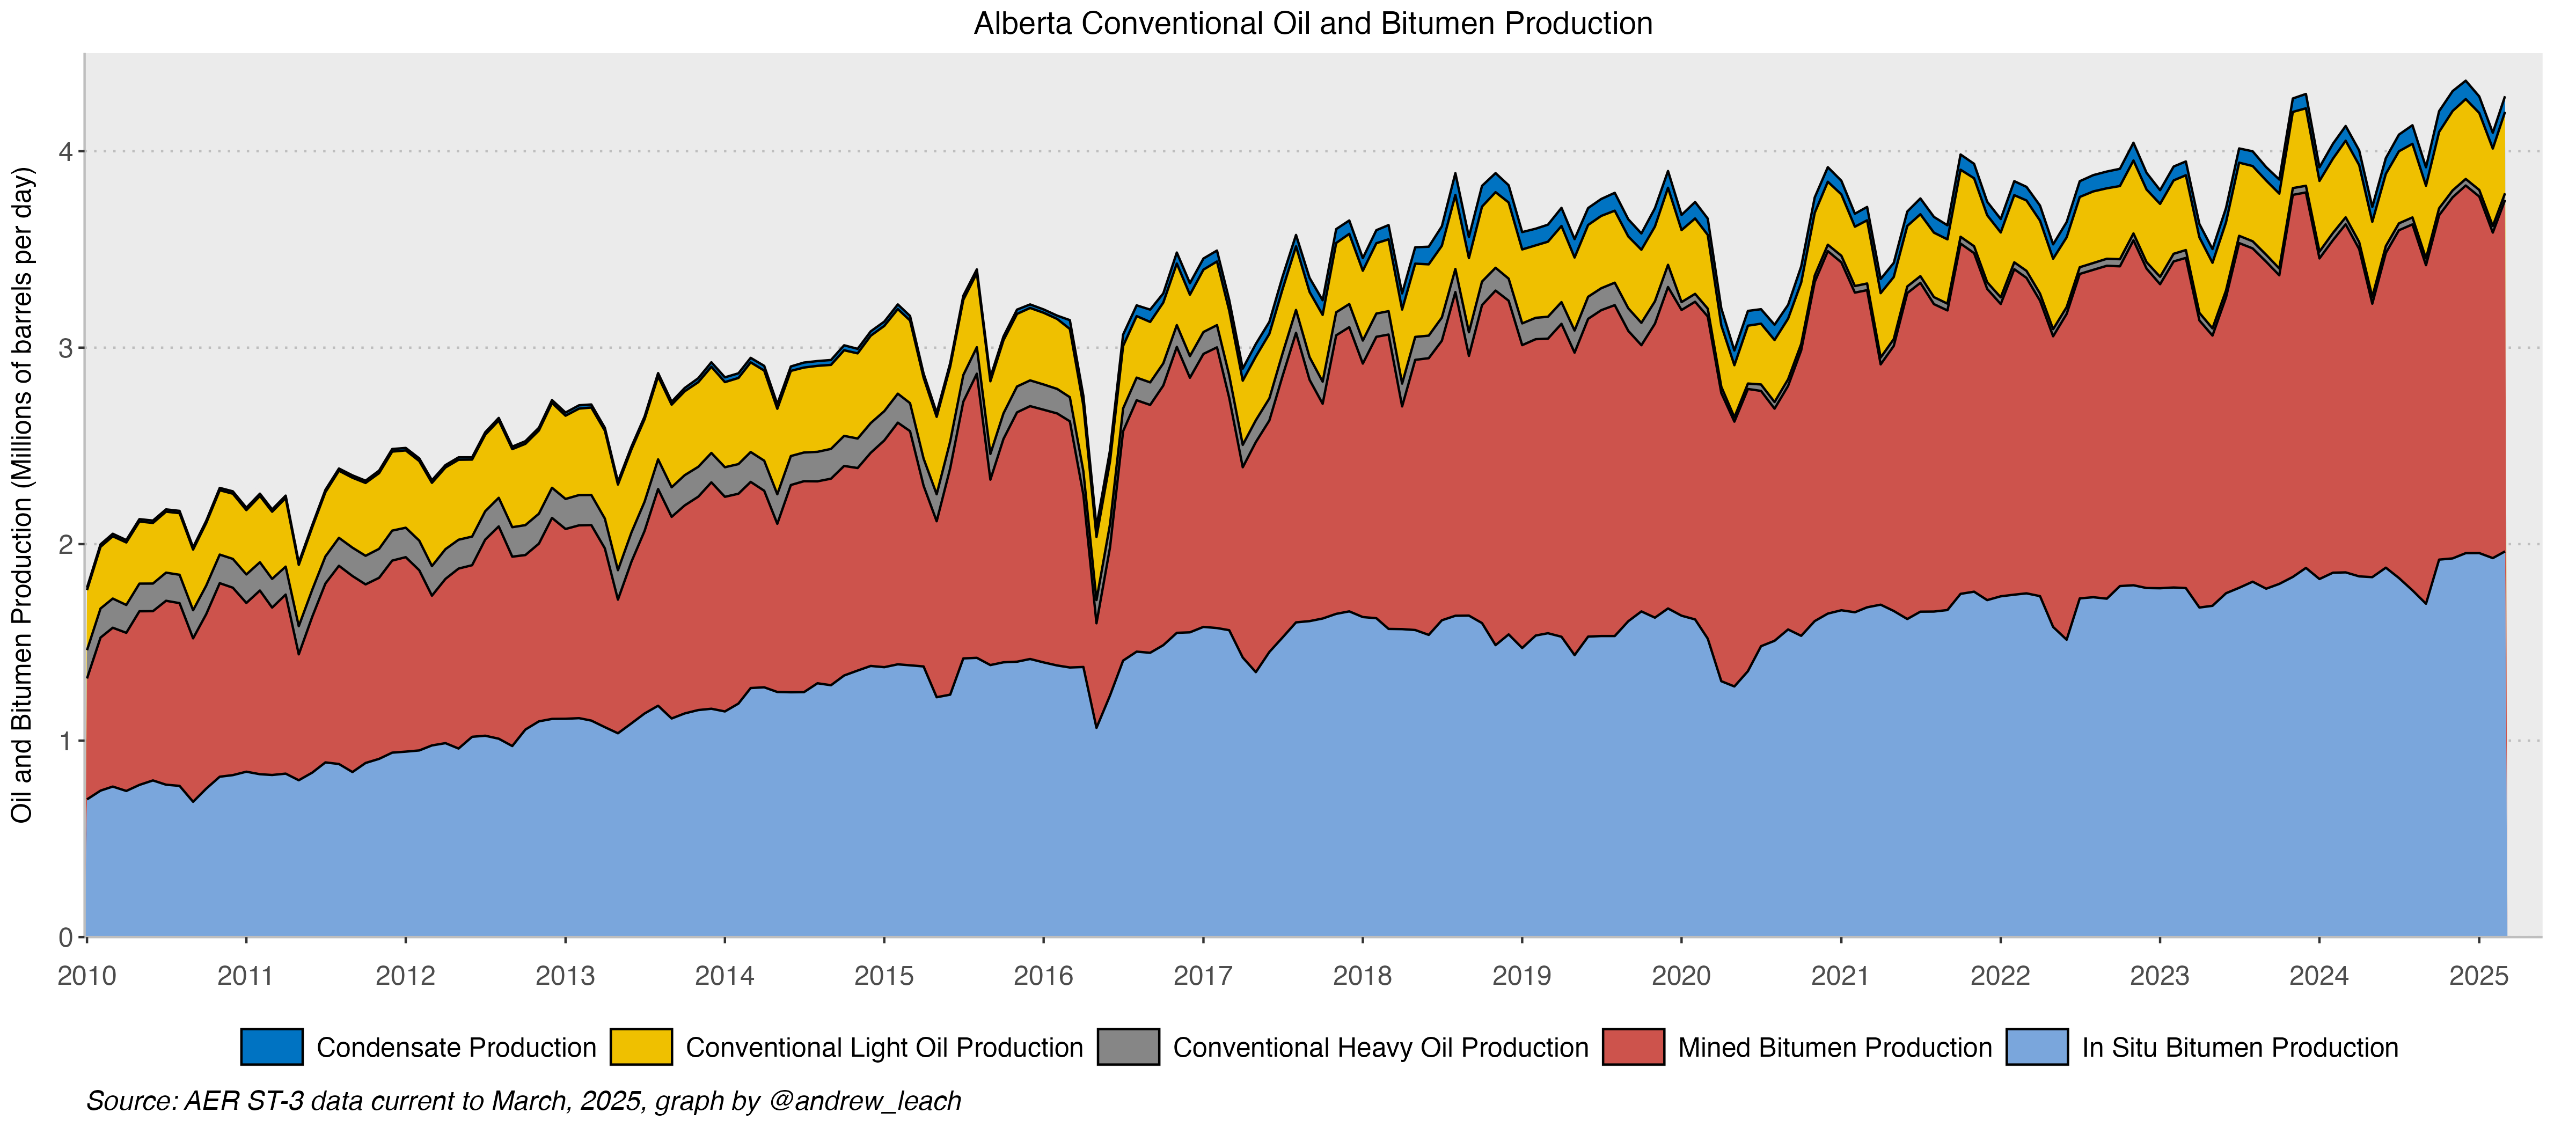 Alberta Conventional Oil and Bitumen Production
Oil and Bitumen Production (Millions of barrels per day)
4
3
2
1
0
2010 2011 2012 2013 2014 2015 2016 2017 2018 2019 2020 2021 2022 2023 2024 2025
Condensate Production Conventional Light Oil Production Conventional Heavy Oil Production Mined Bitumen Production In Situ Bitumen Production
Source: AER ST-3 data current to March, 2025, graph by @andrew_leach